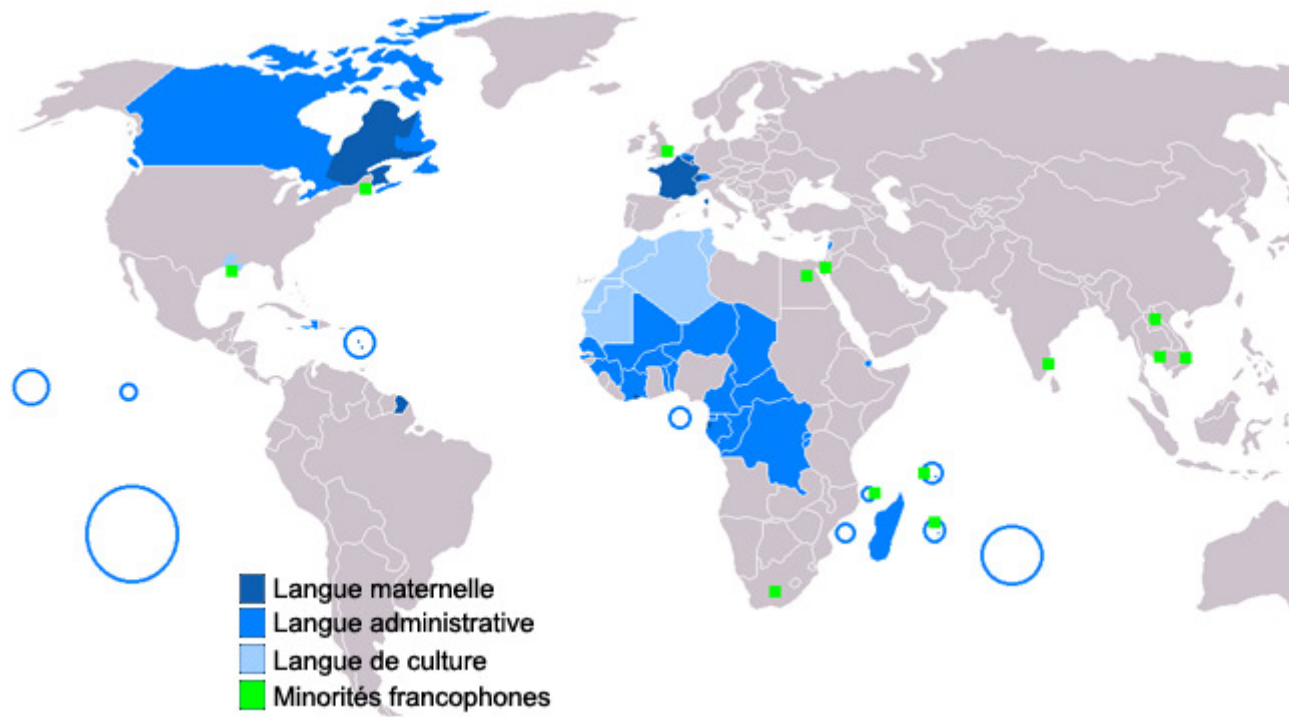 Langue maternelle
Langue administrative
Langue de culture
Minorités francophones